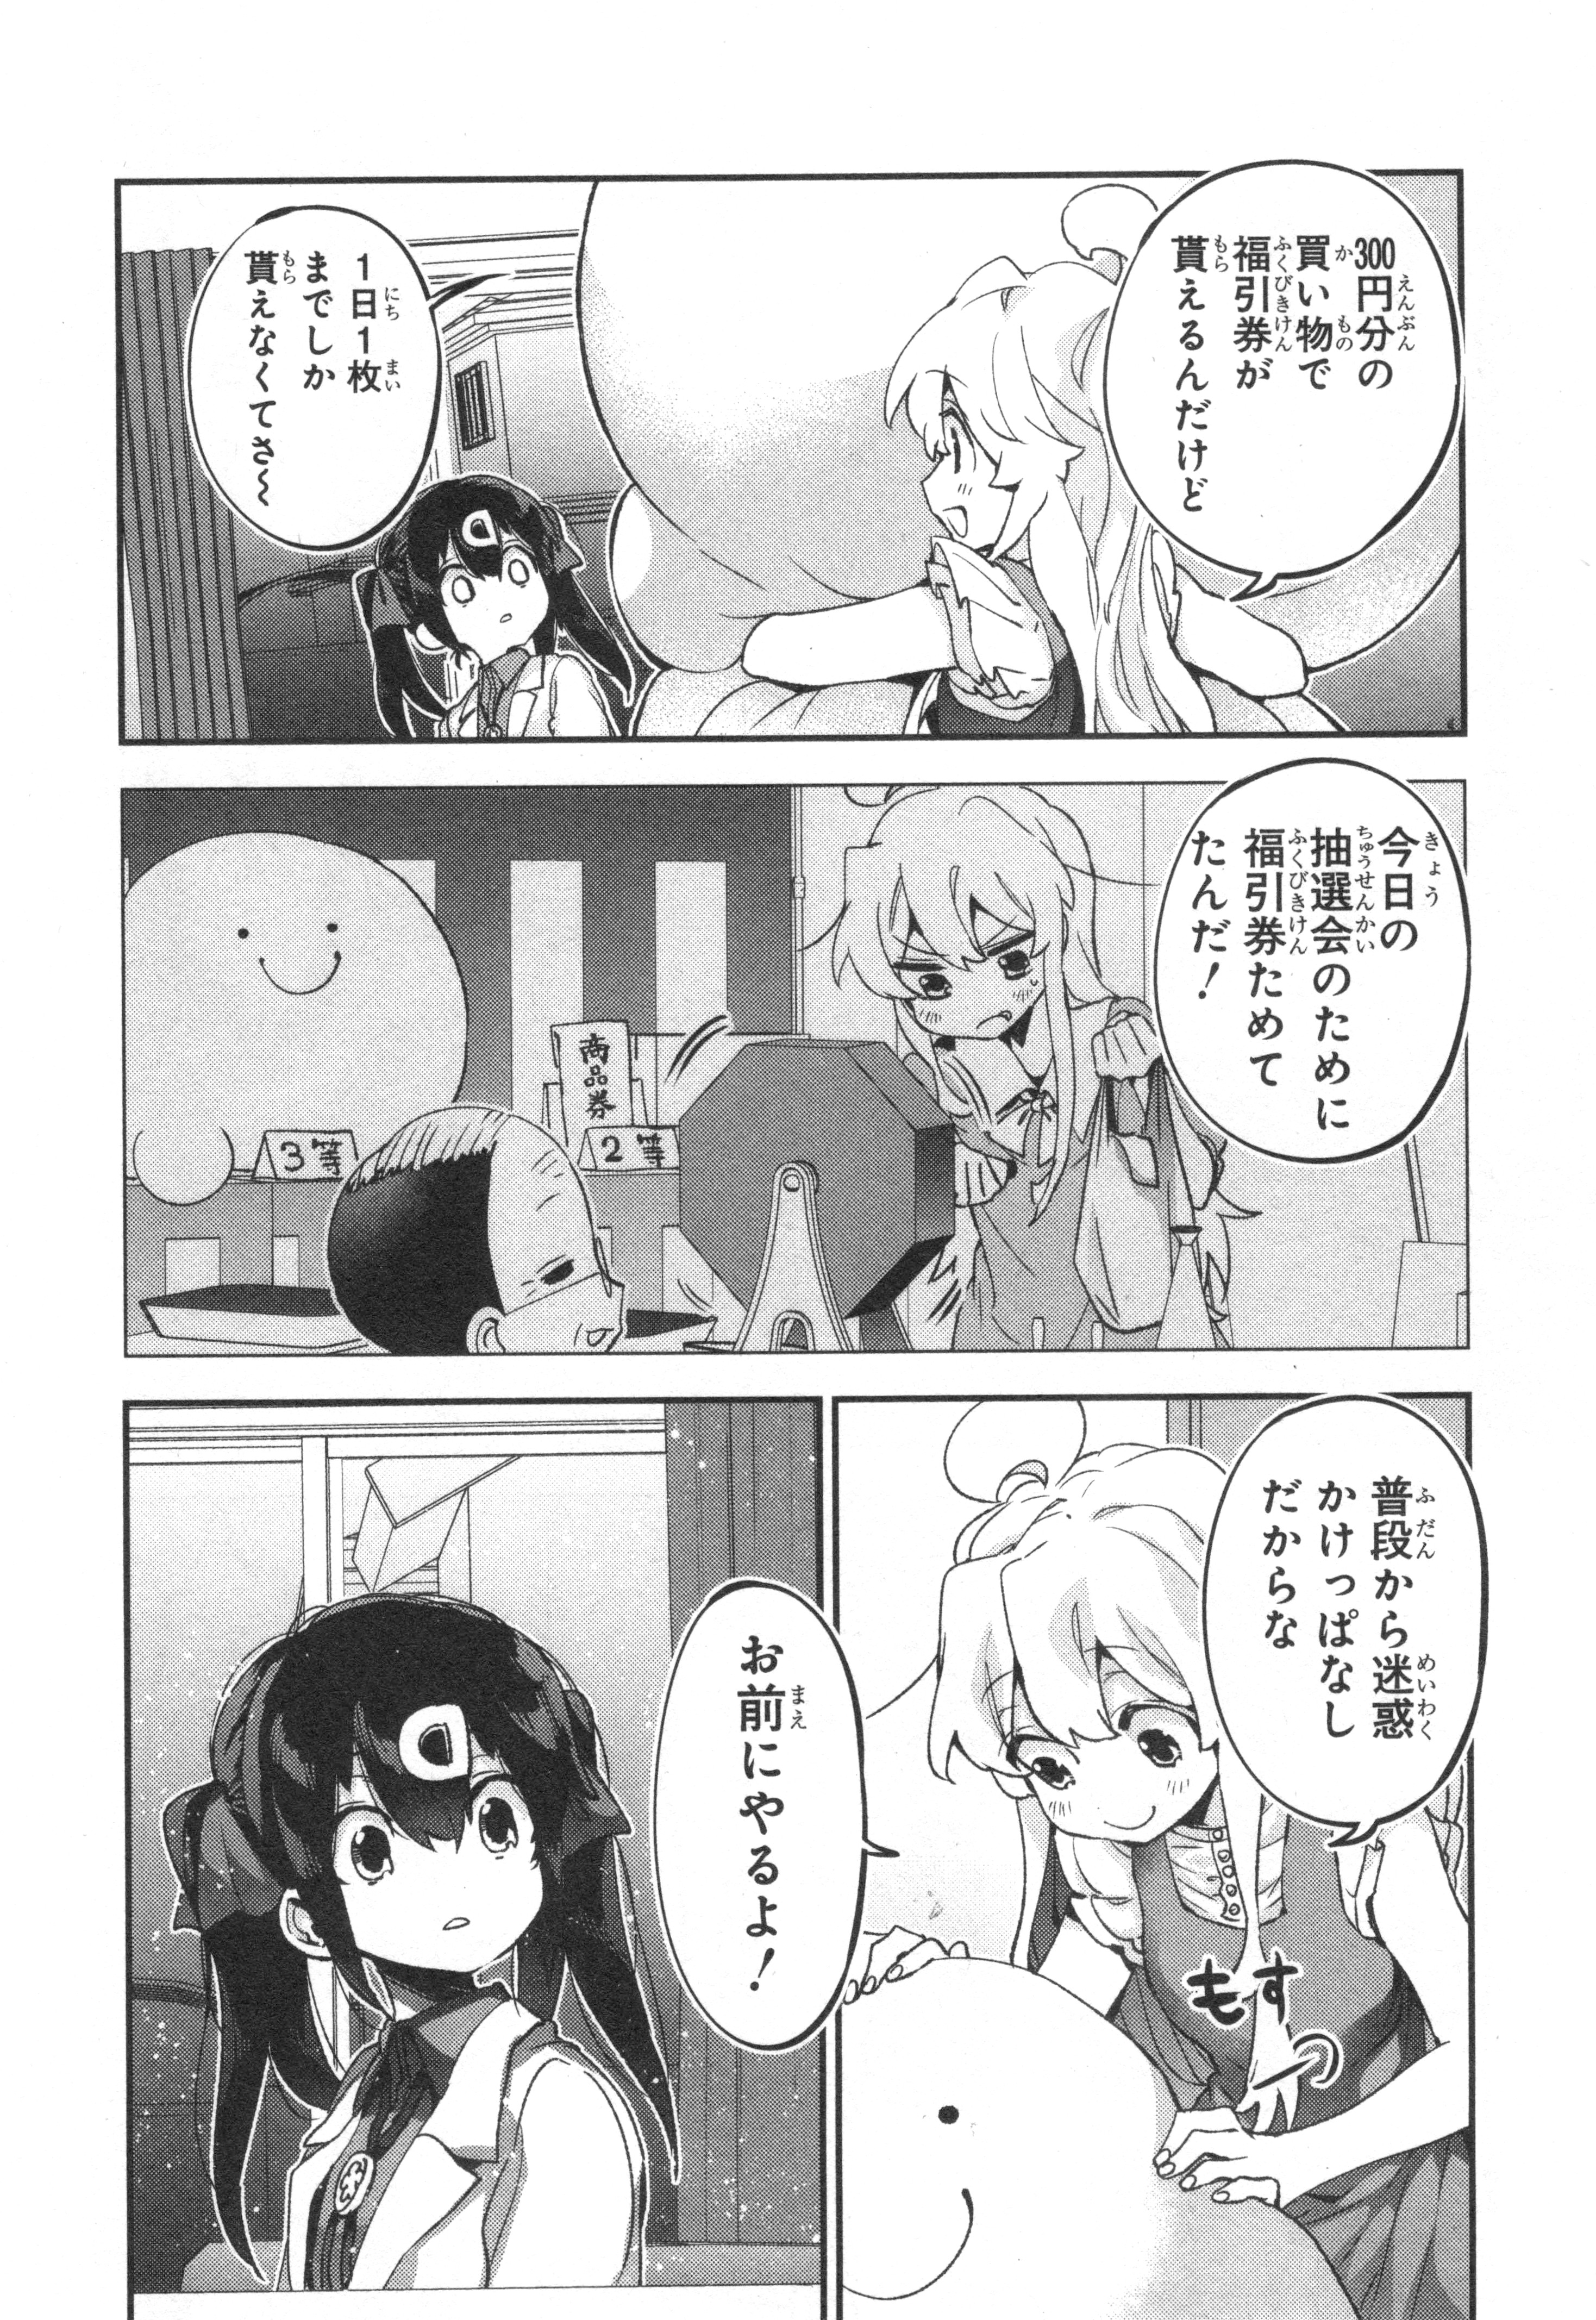 300円分の
買い物で
福引券が
貰えるんだけど
1日1枚
までしか
貰えなくてさ〜
今日の
抽選会のために
福引券ためて
たんだ！
商品券
3等
2等
普段から迷惑
かけっぱなし
だからな
もすっ
お前にやるよ！